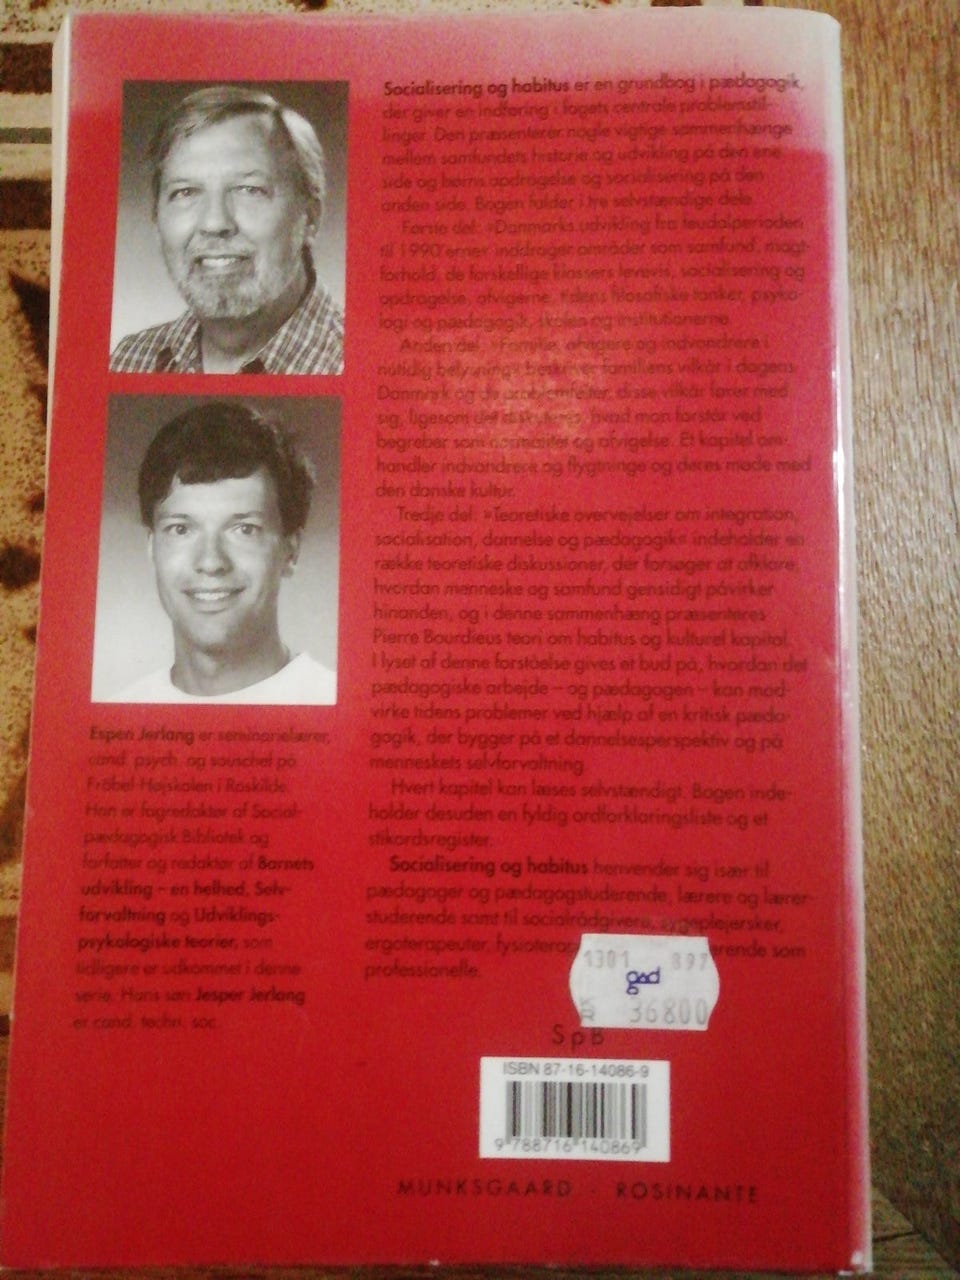 Socialisering og habitus er en grundbog i pædagogik,
der giver en indføring i fagets centrale problemstil-
linger. Den præsenterer nogle vigtige sammenhænge
mellem samfundets historie og udvikling på den ene
side og børns opdragelse og socialisering på den
anden side. Bogen falder i tre selvstændige dele.
Første del: »Danmarks udvikling fra feudalperioden
til 1990'erne« inddrager områder som samfund, magt-
forhold, de forskellige klassers levevis, socialisering og
opdragelse, afvigerne, tidens filosofiske tanker, psyko-
logi og pædagogik, skolen og institutionerne.
Anden del: »Familie, afvigere og indvandrere i
nutidig belysning« beskriver familiens vilkår i dagens
Danmark og de problemfelter, disse vilkår fører med
sig, ligesom det diskuteres, hvad man forstår ved
begreber som normalitet og afvigelse. Et kapitel om-
handler indvandrere og flygtninge og deres møde med
den danske kultur.
Tredje del: »Teoretiske overvejelser om integration,
socialisation, dannelse og pædagogik« indeholder en
række teoretiske diskussioner, der forsøger at afklare,
hvordan menneske og samfund gensidigt påvirker
hinanden, og i denne sammenhæng præsenteres
Pierre Bourdieus teori om habitus og kulturel kapital.
I lyset af denne forståelse gives et bud på, hvordan det
pædagogiske arbejde – og pædagogen – kan mod-
virke tidens problemer ved hjælp af en kritisk pæda-
gogik, der bygger på et dannelsesperspektiv og på
menneskets selvforvaltning.
Hvert kapitel kan læses selvstændigt. Bogen inde-
holder desuden en fyldig ordforklaringsliste og et
stikordsregister.
Socialisering og habitus henvender sig især til
pædagoger og pædagogstuderende, lærere og lærer-
studerende samt til socialrådgivere, sygeplejersker,
ergoterapeuter, fysioterap erende som
professionelle.
Espen Jerlang er seminarielærer,
cand. psych. og souschef på
Fröbel-Højskolen i Roskilde.
Han er fagredaktør af Social-
pædagogisk Bibliotek og
forfatter og redaktør af Barnets
udvikling – en helhed, Selv-
forvaltning og Udviklings-
psykologiske teorier, som
tidligere er udkommet i denne
serie. Hans søn Jesper Jerlang
er cand. techn. soc.
1301 897
gad
KR 36800
SpB
ISBN 87-16-14086-9
9 788716 140869
MUNKSGAARD · ROSINANTE